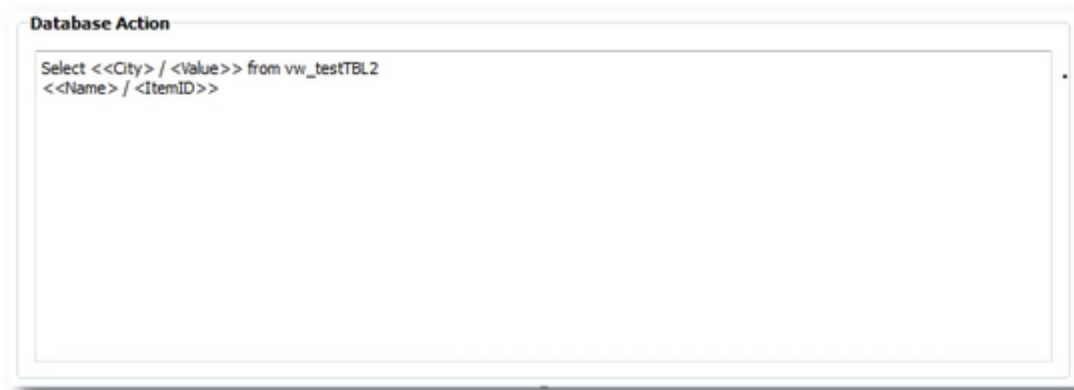 Database Action
Select <<City> / <Value>> from vw_testTBL2
<<Name> / <ItemID>>